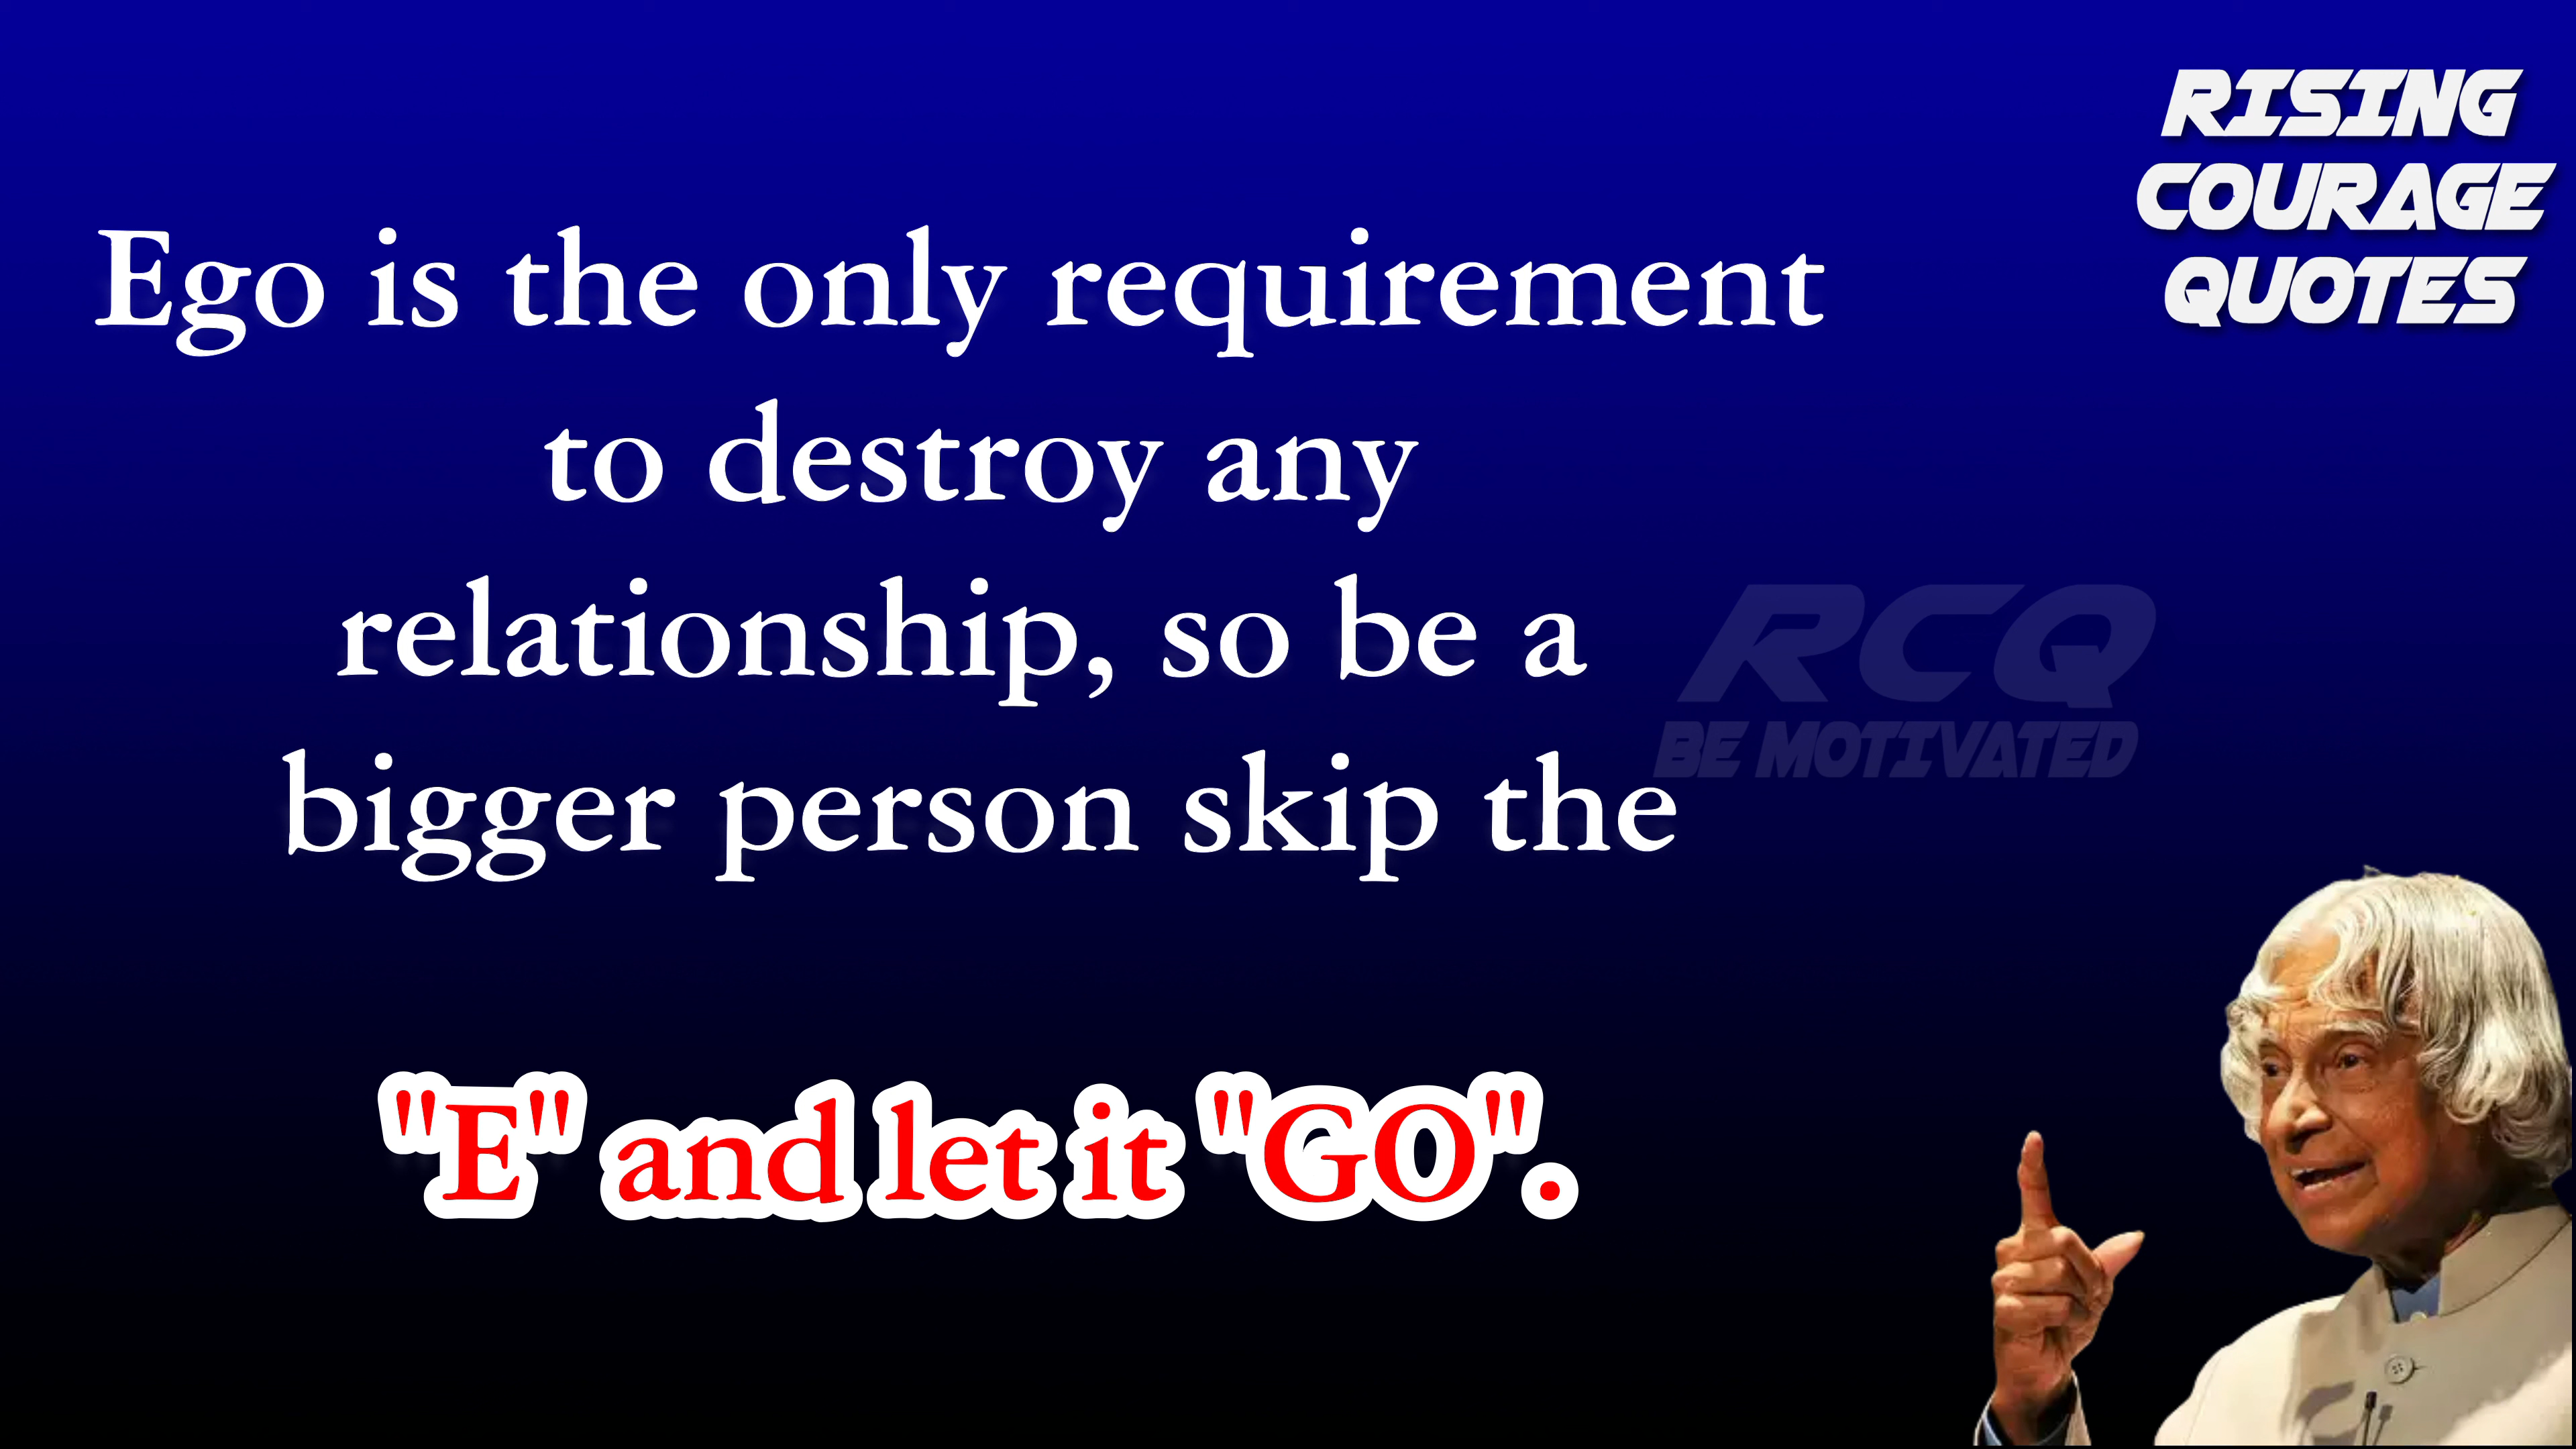 RISING
COURAGE
QUOTES
Ego is the only requirement
to destroy any
relationship, so be a
bigger person skip the
"E" and let it "GO".
RCQ
BE MOTIVATED